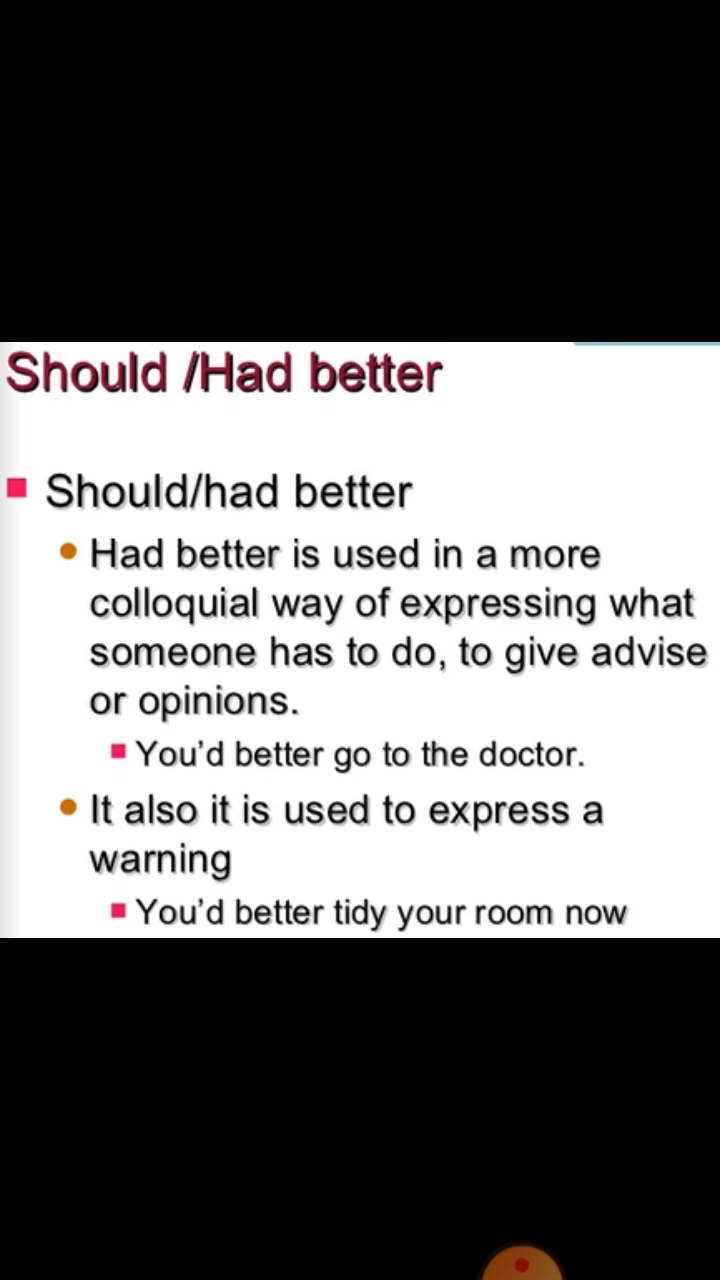 Should /Had better
Should/had better
Had better is used in a more
colloquial way of expressing what
someone has to do, to give advise
or opinions.
You'd better go to the doctor.
It also it is used to express a
warning
You'd better tidy your room now